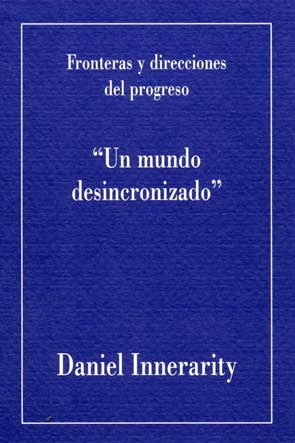 Fronteras y direcciones
del progreso
“Un mundo
desincronizado”
Daniel Innerarity